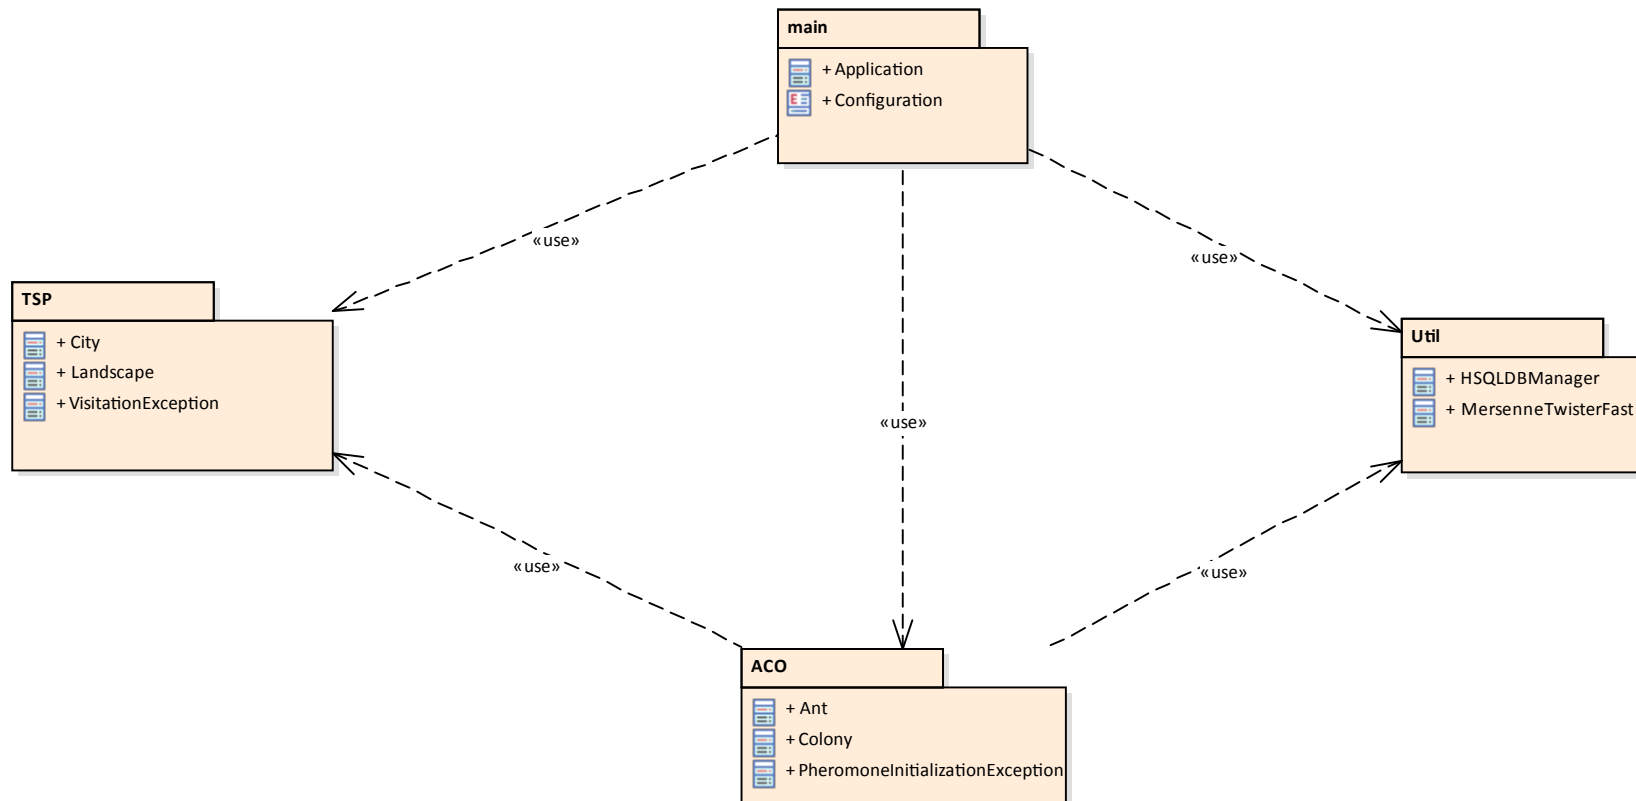 main
+ Application
+ Configuration
«use»
«use»
TSP
+ City
+ Landscape
+ VisitationException
Util
+ HSQLDBManager
+ MersenneTwisterFast
«use»
«use»
«use»
ACO
+ Ant
+ Colony
+ PheromoneInitializationException